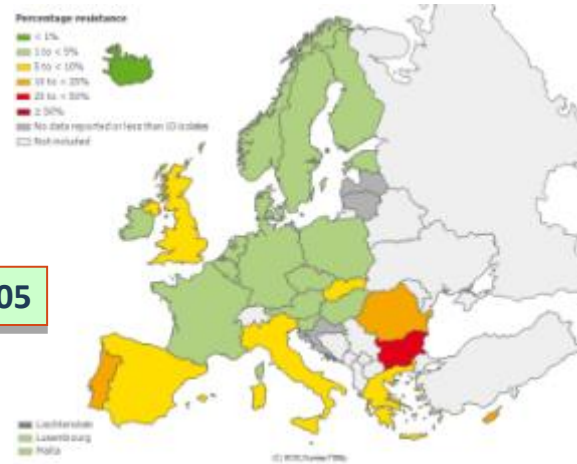 Percentage resistance
< 1%
1 to < 5%
5 to < 10%
10 to < 25%
25 to < 50%
≥ 50%
No data reported or less than 10 isolates
Not included
05
Liechtenstein
Luxembourg
Malta
(C) ECDC